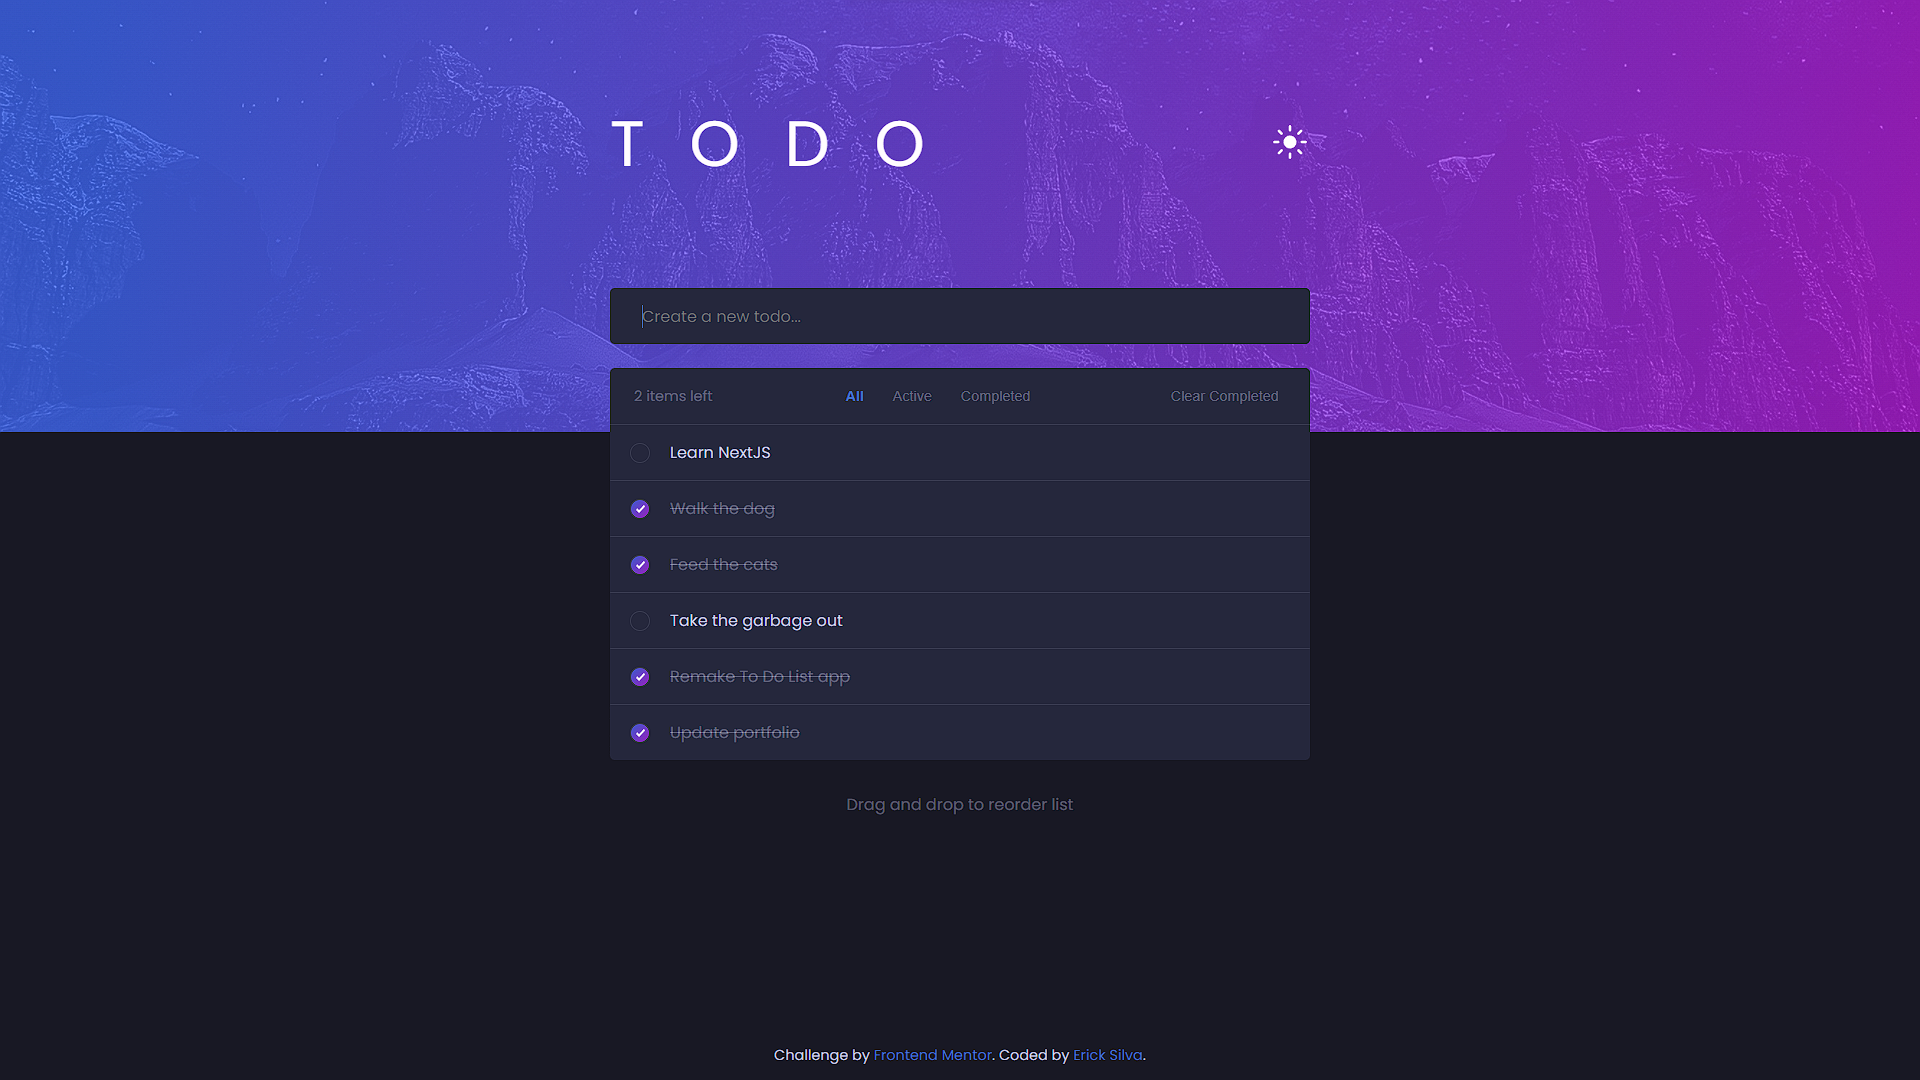 T O D O
Create a new todo...
2 items left All Active Completed Clear Completed
Learn NextJS
Walk the dog
Feed the cats
Take the garbage out
Remake To Do List app
Update portfolio
Drag and drop to reorder list
Challenge by Frontend Mentor. Coded by Erick Silva.